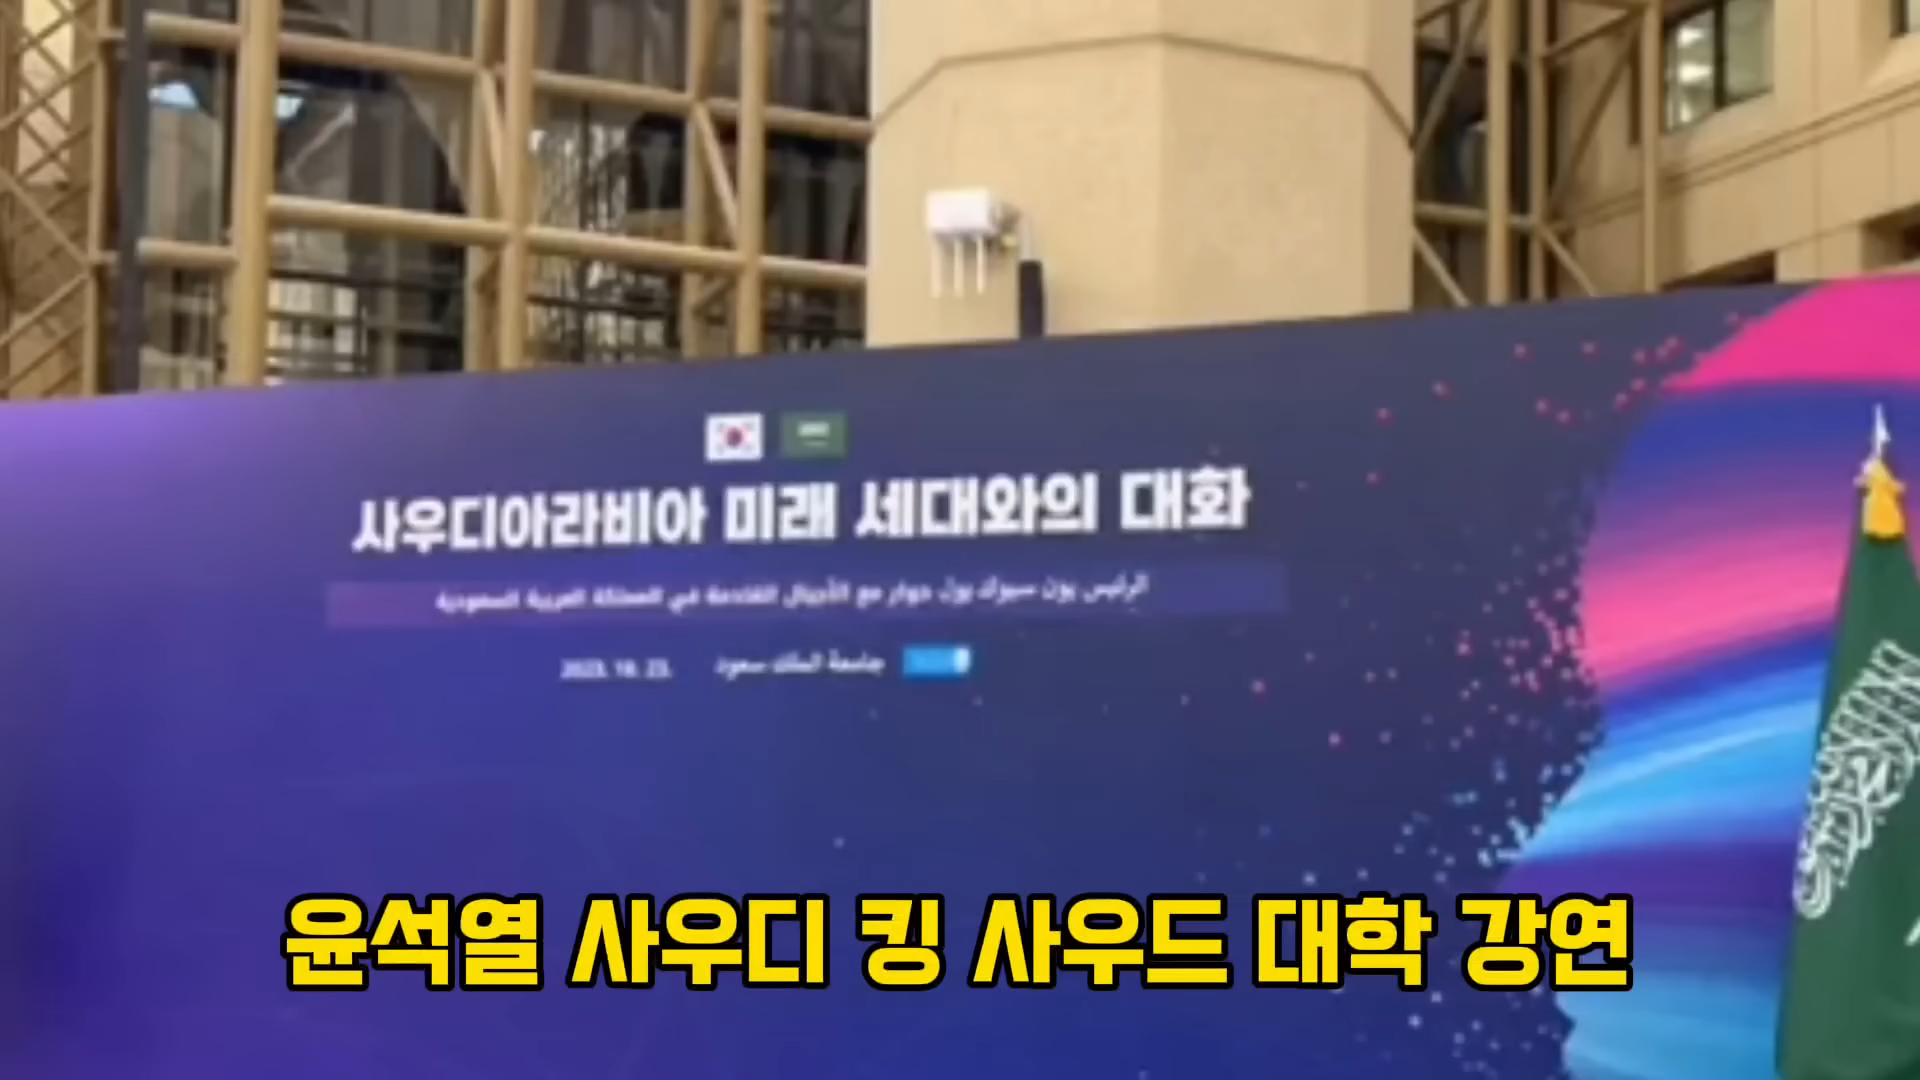 사우디아라비아 미래 세대와의 대화
الرئيس يون سيوك يول حوار مع الأجيال القادمة في المملكة العربية السعودية
جامعة الملك سعود
윤석열 사우디 킹 사우드 대학 강연